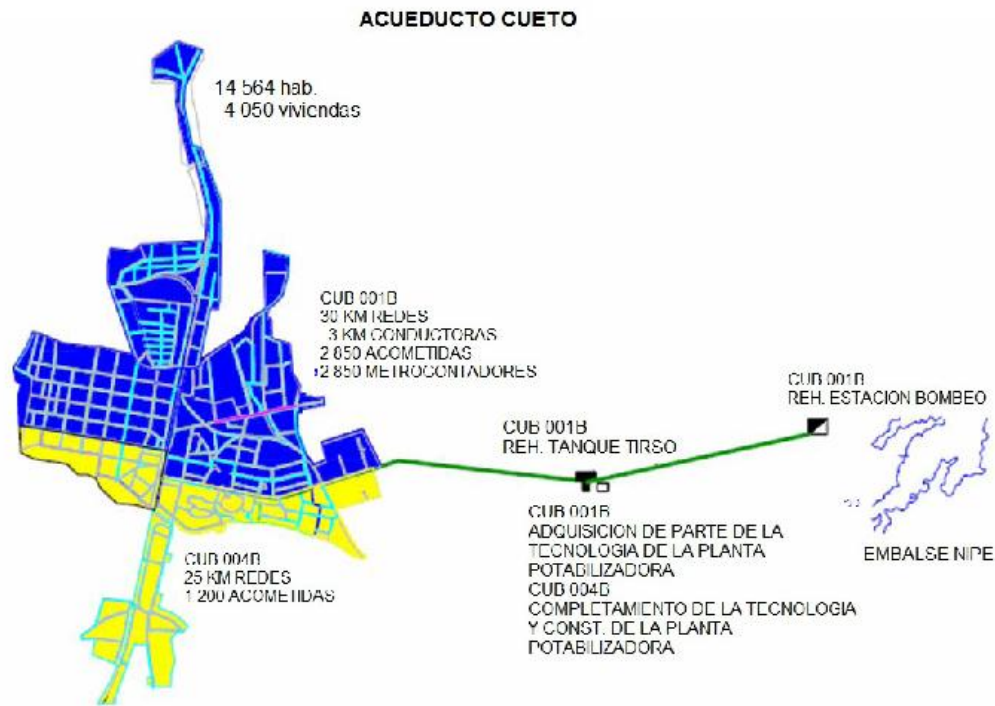 ACUEDUCTO CUETO
14 564 hab.
4 050 viviendas
CUB 001B
30 KM REDES
3 KM CONDUCTORAS
2 850 ACOMETIDAS
2 850 METROCONTADORES
CUB 001B
REH. ESTACION BOMBEO
CUB 001B
REH. TANQUE TIRSO
CUB 001B
ADQUISICION DE PARTE DE LA
TECNOLOGIA DE LA PLANTA
POTABILIZADORA
CUB 004B
COMPLETAMIENTO DE LA TECNOLOGIA
Y CONST. DE LA PLANTA
POTABILIZADORA
EMBALSE NIPE
CUB 004B
25 KM REDES
1 200 ACOMETIDAS